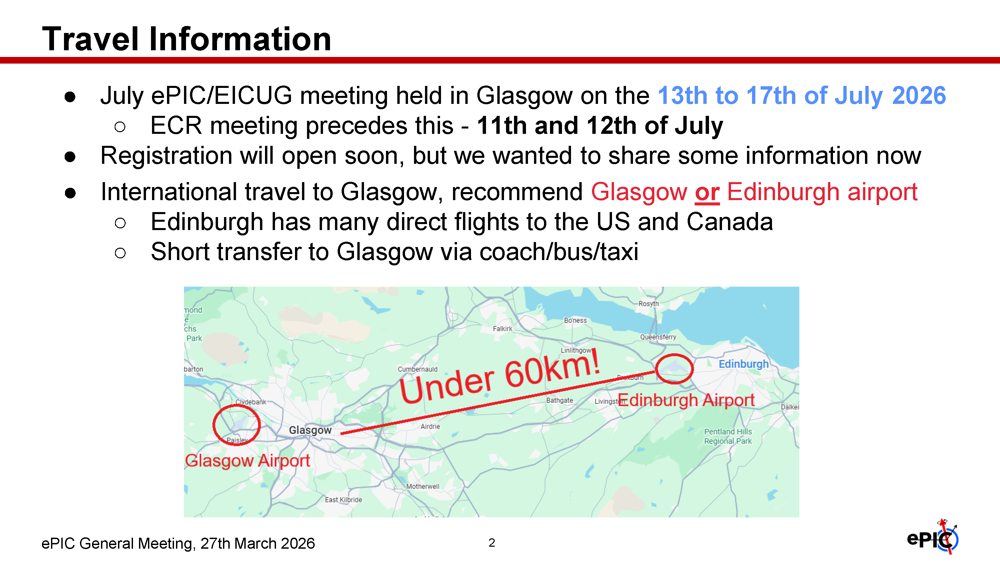 Travel Information
● July ePIC/EICUG meeting held in Glasgow on the 13th to 17th of July 2026
○ ECR meeting precedes this - 11th and 12th of July
● Registration will open soon, but we wanted to share some information now
● International travel to Glasgow, recommend Glasgow or Edinburgh airport
○ Edinburgh has many direct flights to the US and Canada
○ Short transfer to Glasgow via coach/bus/taxi
Rosyth
mond
e
chs
Park
Bo'ness
Falkirk
Queensferry
Linlithgow
Edinburgh
barton
Cumbernauld
Under 60km!
Clydebank
Bathgate
Livingston
Edinburgh Airport
Dalkei
Glasgow
Airdrie
Paisley
Pentland Hills
Regional Park
Glasgow Airport
Motherwell
East Kilbride
ePIC General Meeting, 27th March 2026
2
ePIC